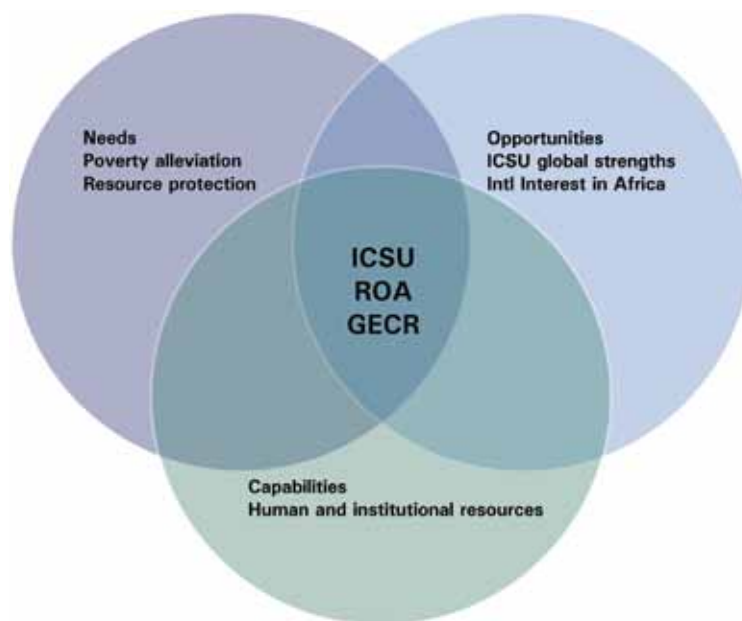 Needs
Poverty alleviation
Resource protection
Opportunities
ICSU global strengths
Intl Interest in Africa
ICSU
ROA
GECR
Capabilities
Human and institutional resources